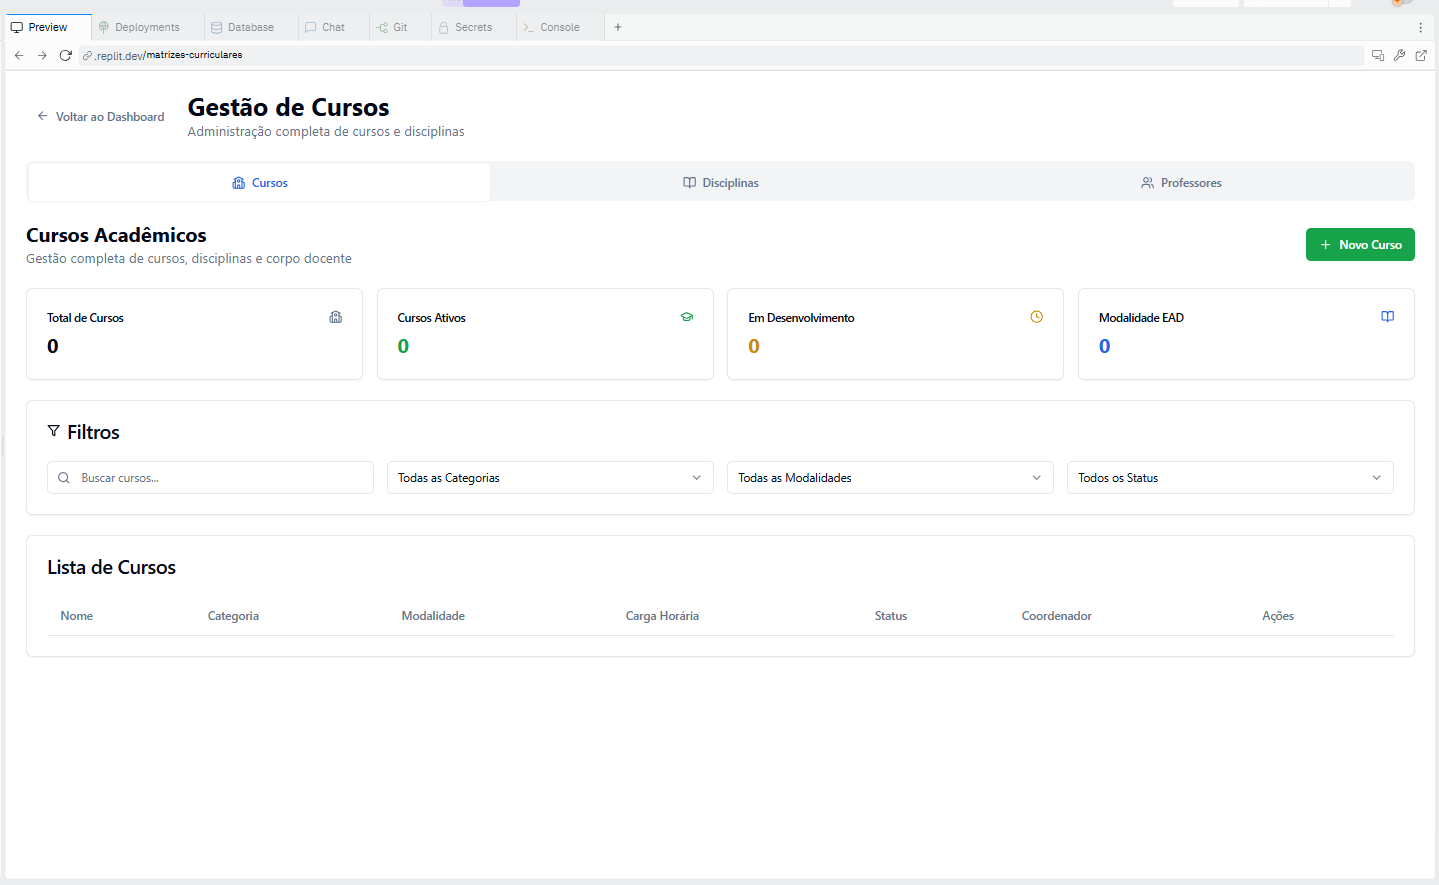 Preview
Deployments
Database
Chat
Git
Secrets
Console
.replit.dev/matrizes-curriculares
Voltar ao Dashboard
Gestão de Cursos
Administração completa de cursos e disciplinas
Cursos
Disciplinas
Professores
Cursos Acadêmicos
Gestão completa de cursos, disciplinas e corpo docente
+ Novo Curso
Total de Cursos
0
Cursos Ativos
0
Em Desenvolvimento
0
Modalidade EAD
0
Filtros
Buscar cursos...
Todas as Categorias
Todas as Modalidades
Todos os Status
Lista de Cursos
Nome Categoria Modalidade Carga Horária Status Coordenador Ações